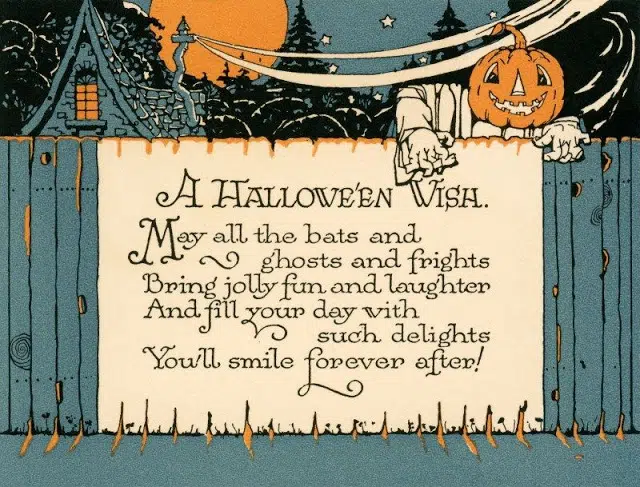 A HALLOWE'EN WISH.
May all the bats and
ghosts and frights
Bring jolly fun and laughter
And fill your day with
such delights
You'll smile forever after!